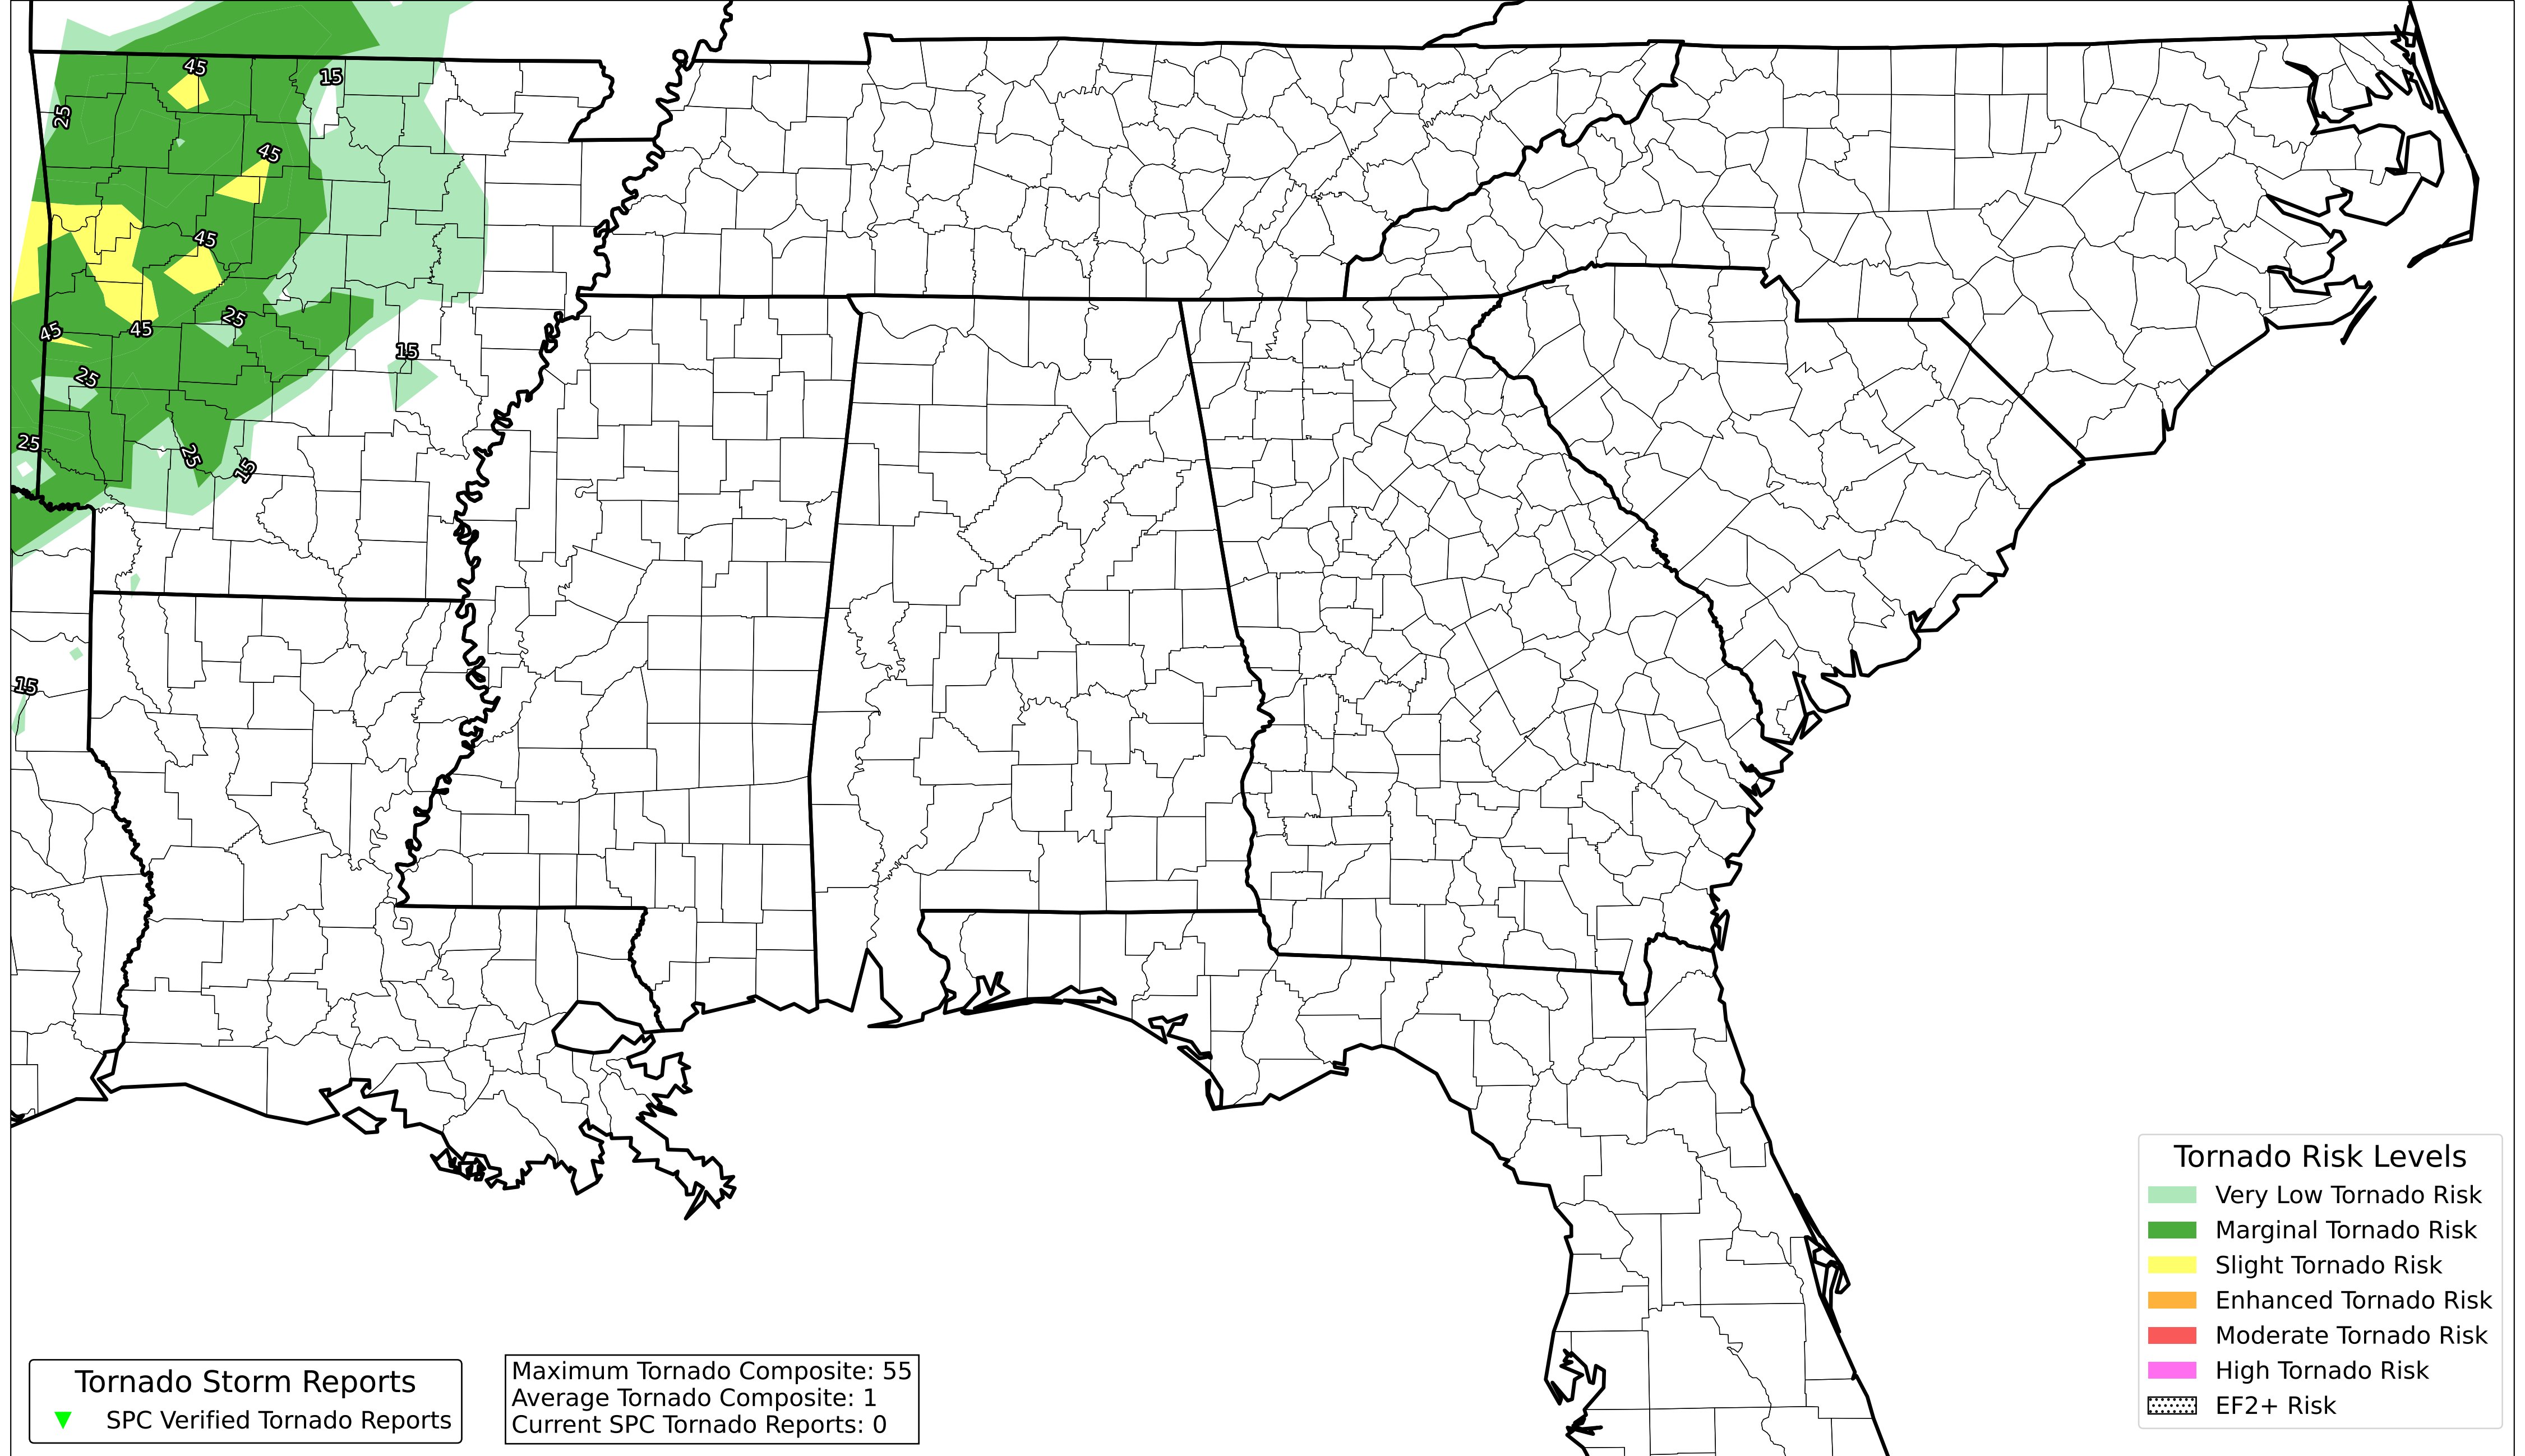 45
15
25
45
45
25
45
45
15
25
25
25
15
15
Tornado Risk Levels
Very Low Tornado Risk
Marginal Tornado Risk
Slight Tornado Risk
Enhanced Tornado Risk
Moderate Tornado Risk
High Tornado Risk
EF2+ Risk
Tornado Storm Reports
SPC Verified Tornado Reports
Maximum Tornado Composite: 55
Average Tornado Composite: 1
Current SPC Tornado Reports: 0